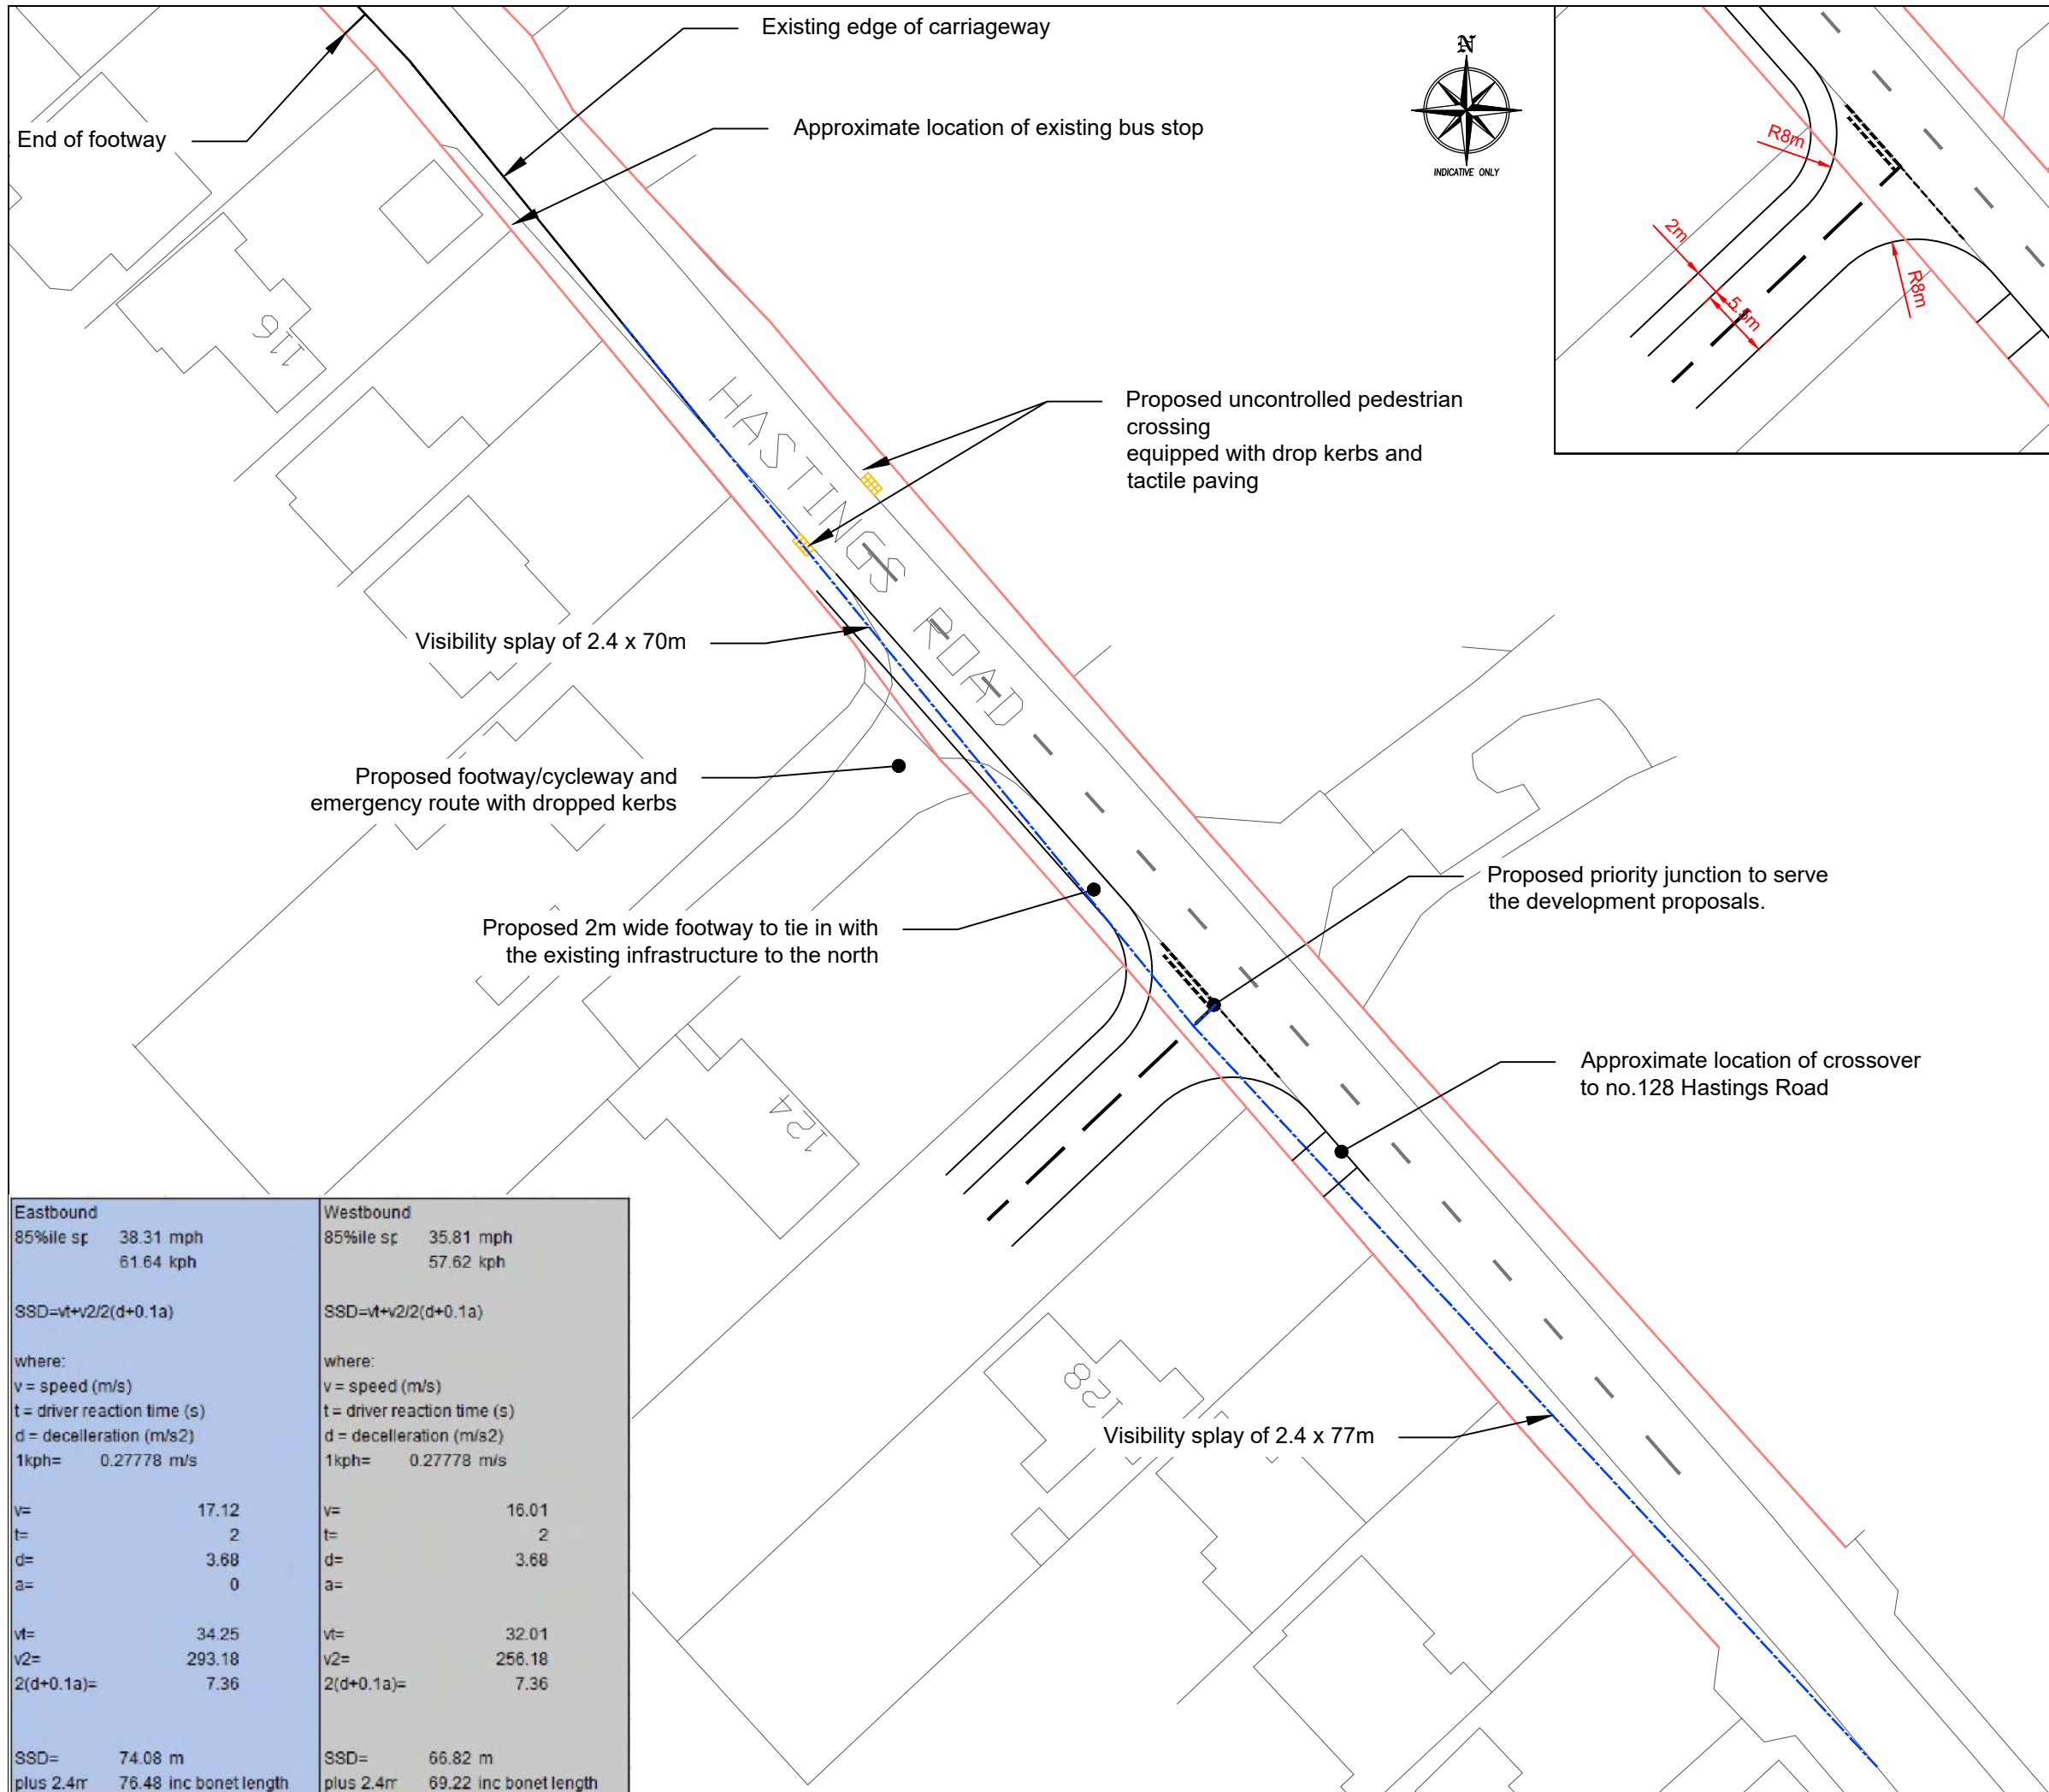 Existing edge of carriageway
End of footway
Approximate location of existing bus stop
N
INDICATIVE ONLY
R8m
2m
5.5m
R8m
116
HASTINGS ROAD
Proposed uncontrolled pedestrian
crossing
equipped with drop kerbs and
tactile paving
Visibility splay of 2.4 x 70m
Proposed footway/cycleway and
emergency route with dropped kerbs
Proposed 2m wide footway to tie in with
the existing infrastructure to the north
Proposed priority junction to serve
the development proposals.
Approximate location of crossover
to no.128 Hastings Road
124
128
Visibility splay of 2.4 x 77m
Eastbound
85%ile sp 38.31 mph
61.64 kph
SSD=vt+v2/2(d+0.1a)
where:
v = speed (m/s)
t = driver reaction time (s)
d = decelleration (m/s2)
1kph= 0.27778 m/s
v= 17.12
t= 2
d= 3.68
a= 0
vt= 34.25
v2= 293.18
2(d+0.1a)= 7.36
SSD= 74.08 m
plus 2.4m 76.48 inc bonet length
Westbound
85%ile sp 35.81 mph
57.62 kph
SSD=vt+v2/2(d+0.1a)
where:
v = speed (m/s)
t = driver reaction time (s)
d = decelleration (m/s2)
1kph= 0.27778 m/s
v= 16.01
t= 2
d= 3.68
a=
vt= 32.01
v2= 256.18
2(d+0.1a)= 7.36
SSD= 66.82 m
plus 2.4m 69.22 inc bonet length